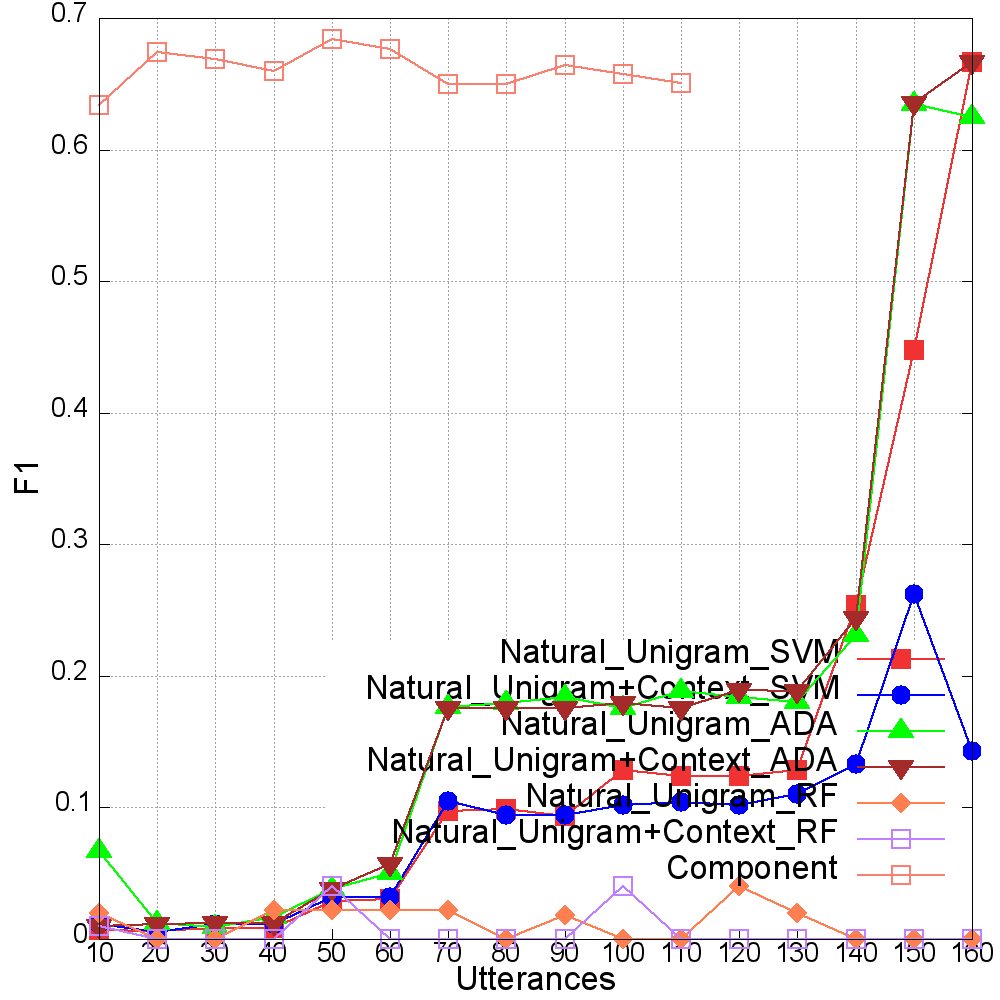 0.7
0.6
0.5
0.4
0.3
0.2
0.1
0
F1
Natural_Unigram_SVM
Natural_Unigram+Context_SVM
Natural_Unigram_ADA
Natural_Unigram+Context_ADA
Natural_Unigram_RF
Natural_Unigram+Context_RF
Component
10 20 30 40 50 60 70 80 90 100 110 120 130 140 150 160
Utterances